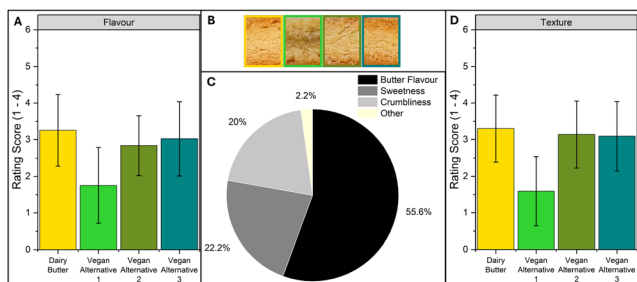 A
Flavour
Rating Score (1 - 4)
6
5
4
3
2
1
0
Dairy
Butter
Vegan
Alternative
1
Vegan
Alternative
2
Vegan
Alternative
3
B
C
Butter Flavour
Sweetness
Crumbliness
Other
2.2%
20%
22.2%
55.6%
D
Texture
Rating Score (1 - 4)
6
5
4
3
2
1
0
Dairy
Butter
Vegan
Alternative
1
Vegan
Alternative
2
Vegan
Alternative
3